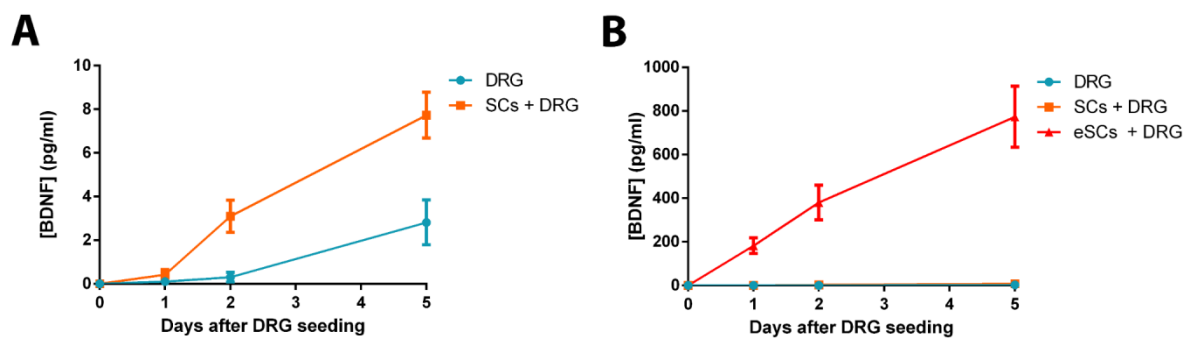 A
[BDNF] (pg/ml)
10
8
6
4
2
0
0 1 2 3 4 5
Days after DRG seeding
DRG
SCs + DRG
B
[BDNF] (pg/ml)
1000
800
600
400
200
0
0 1 2 3 4 5
Days after DRG seeding
DRG
SCs + DRG
eSCs + DRG